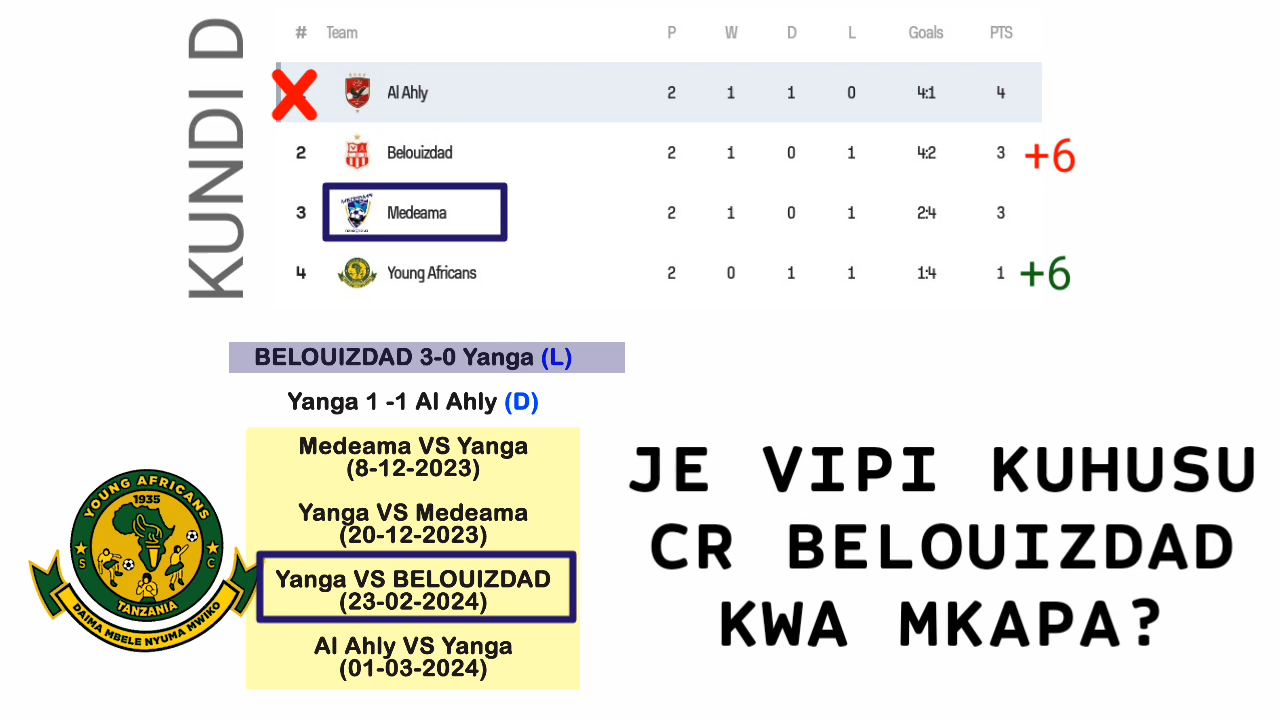 KUNDI D
# Team P W D L Goals PTS
Al Ahly 2 1 1 0 4:1 4
2 Belouizdad 2 1 0 1 4:2 3 +6
3 Medeama 2 1 0 1 2:4 3
4 Young Africans 2 0 1 1 1:4 1 +6
BELOUIZDAD 3-0 Yanga (L)
Yanga 1 -1 Al Ahly (D)
Medeama VS Yanga
(8-12-2023)
Yanga VS Medeama
(20-12-2023)
Yanga VS BELOUIZDAD
(23-02-2024)
Al Ahly VS Yanga
(01-03-2024)
YOUNG AFRICANS
1935
S C
TANZANIA
DAIMA MBELE NYUMA MWIKO
JE VIPI KUHUSU
CR BELOUIZDAD
KWA MKAPA?